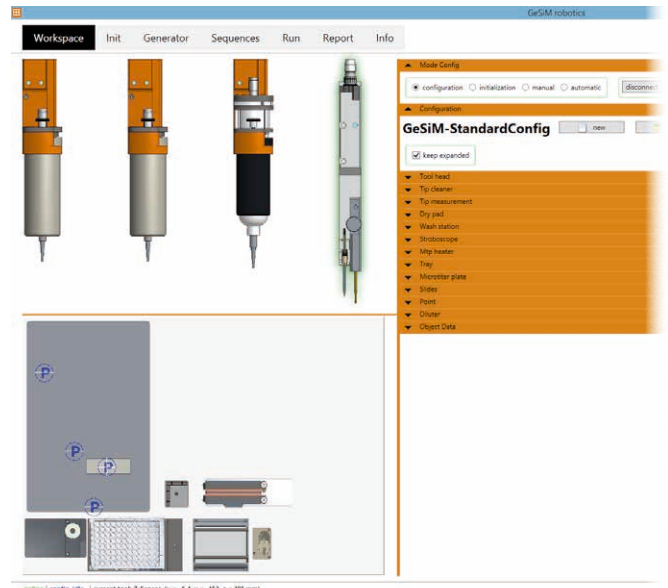 GeSiM robotics
Workspace Init Generator Sequences Run Report Info
Mode Config
configuration initialization manual automatic disconnect
Configuration
GeSiM-StandardConfig new
keep expanded
Tool head
Tip cleaner
Tip measurement
Dry pad
Wash station
Stroboscope
Mtp heater
Tray
Microtiter plate
Slides
Point
Diluter
Object Data
P
P
P
P